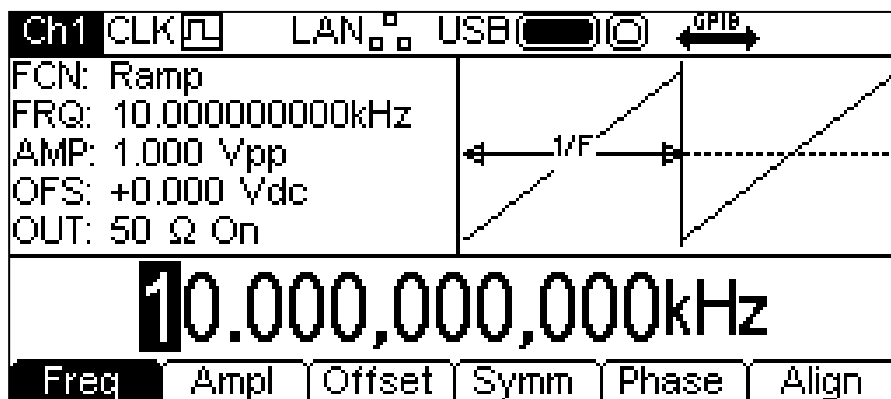 Ch1 CLK LAN USB GPIB
FCN: Ramp
FRQ: 10.000000000kHz
AMP: 1.000 Vpp
OFS: +0.000 Vdc
OUT: 50 Ω On
1/F
10.000,000,000kHz
Freq Ampl Offset Symm Phase Align